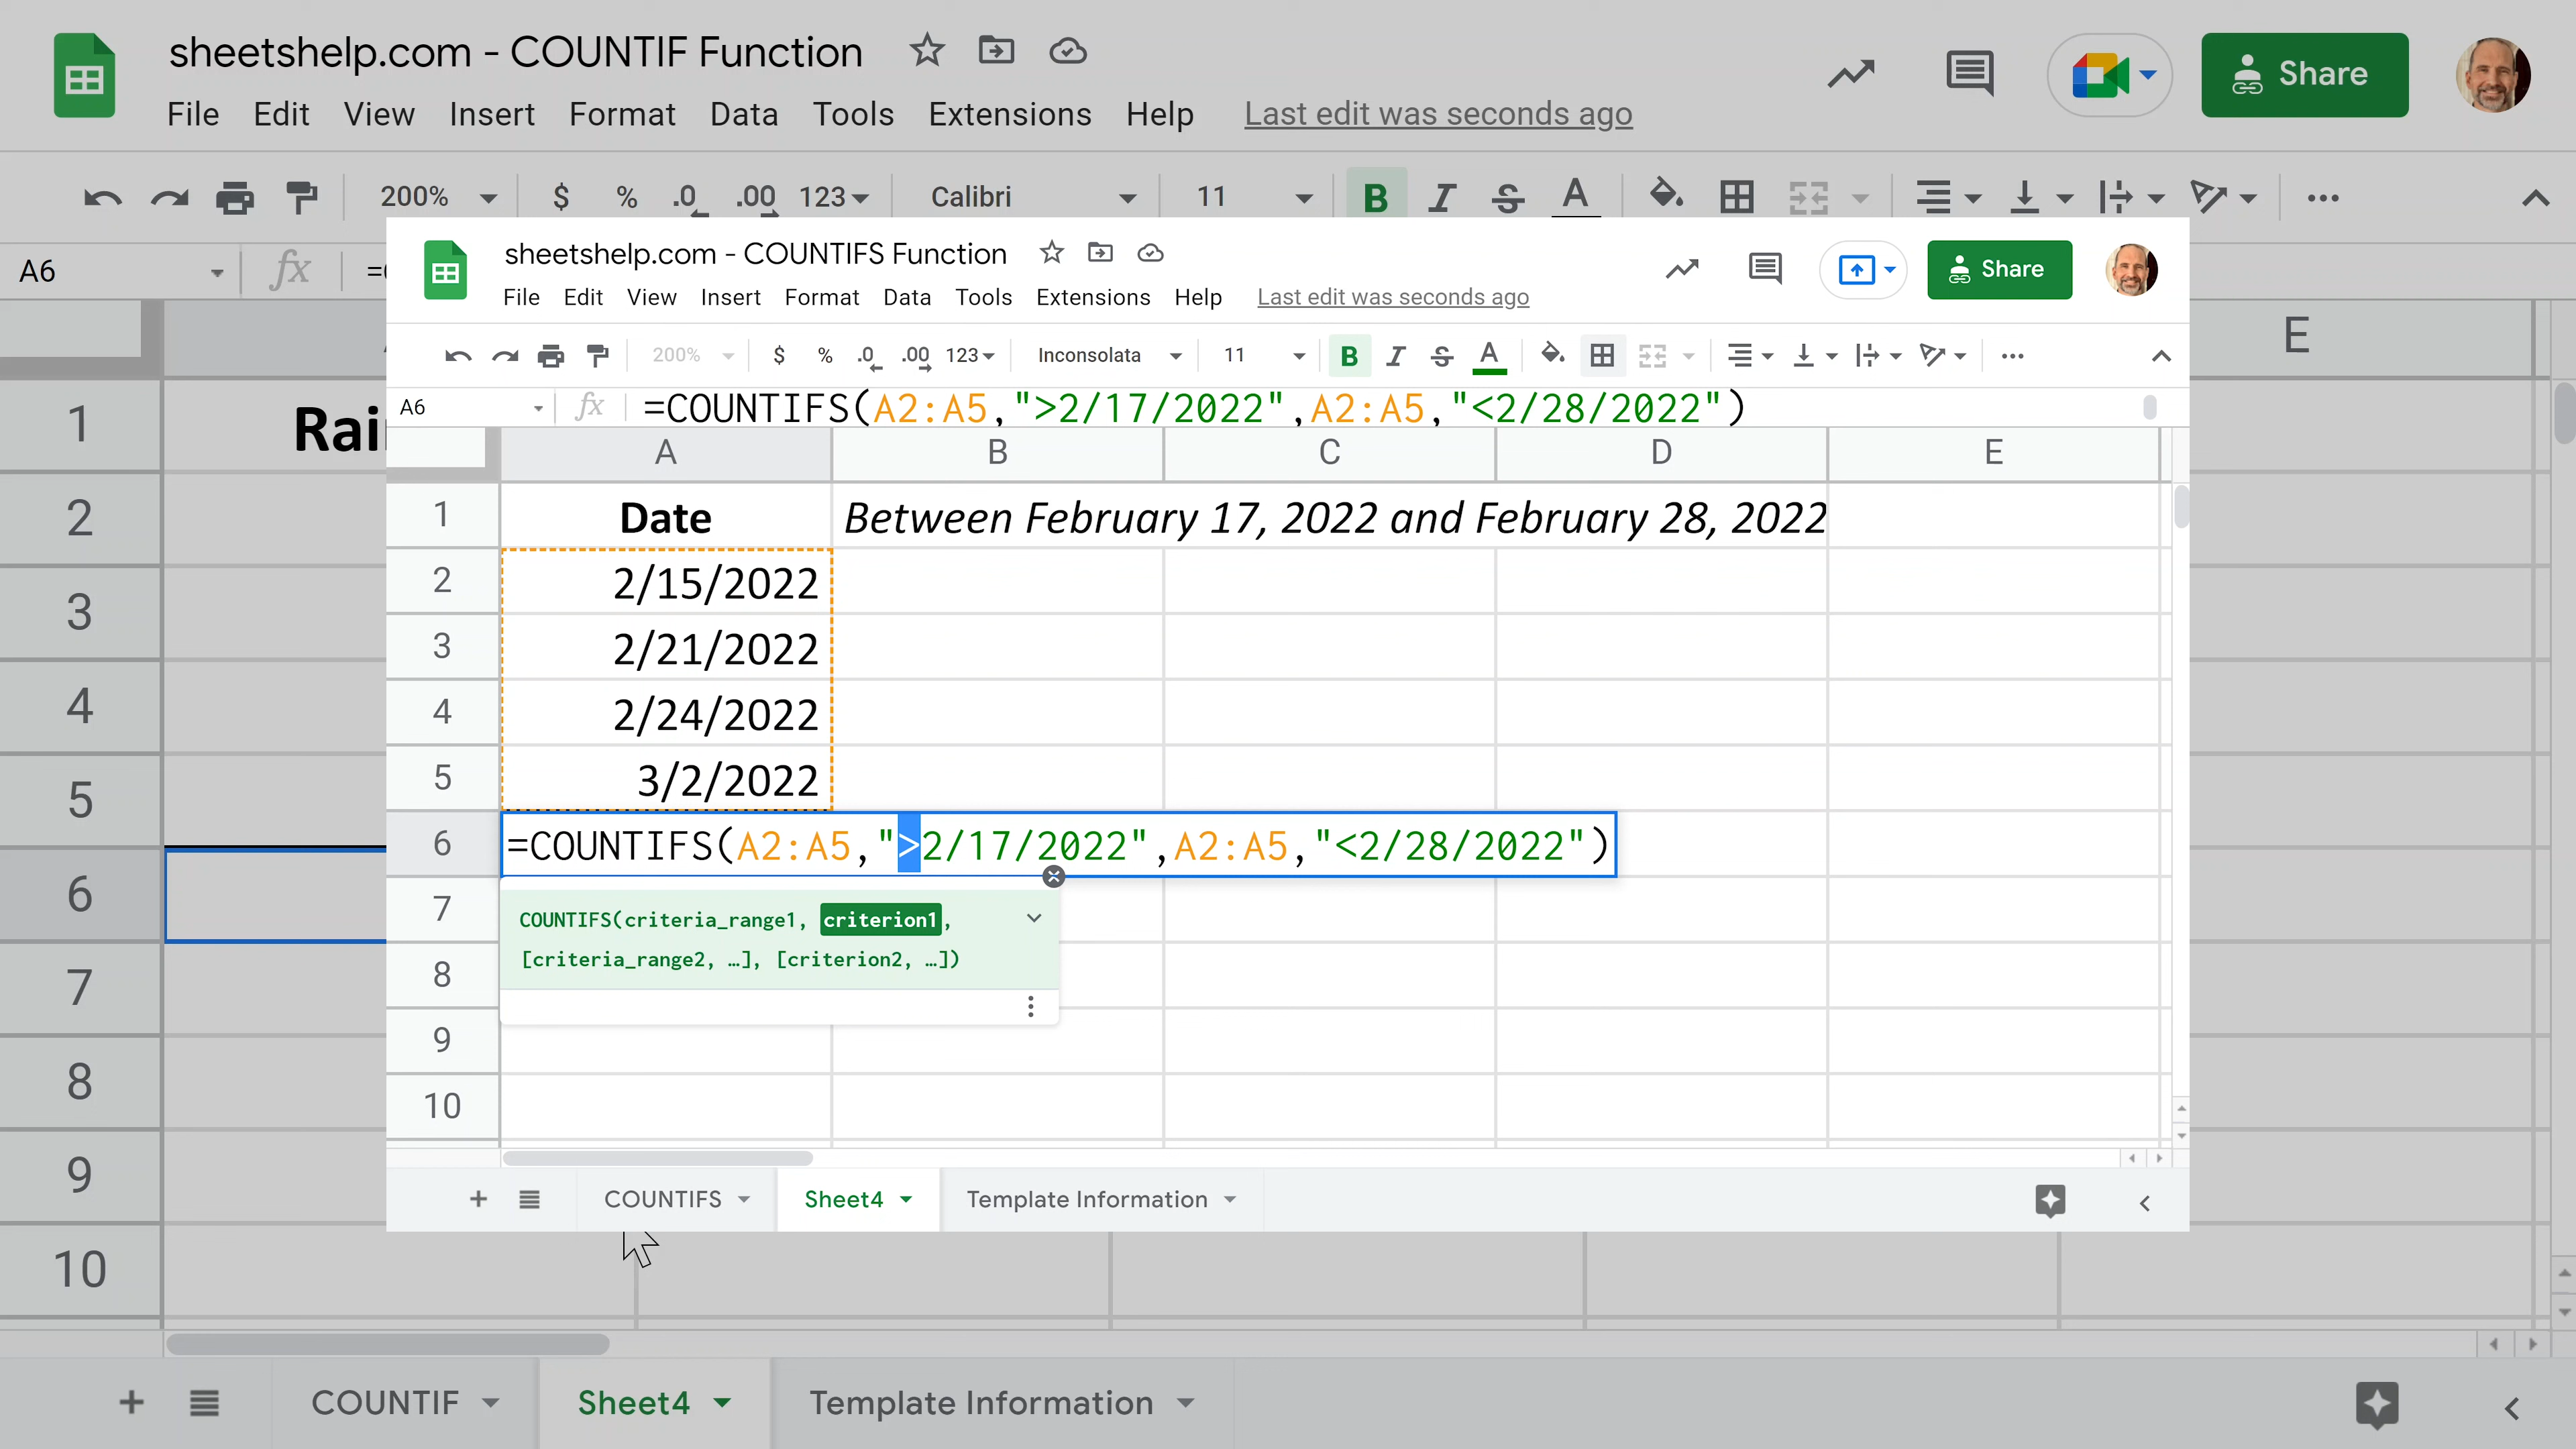 sheetshelp.com - COUNTIF Function
File Edit View Insert Format Data Tools Extensions Help Last edit was seconds ago
Share
200% $ % .0 .00 123 Calibri 11 B I S A
A6 fx =
E
1 Rai
2
3
4
5
6
7
8
9
10
COUNTIF Sheet4 Template Information
sheetshelp.com - COUNTIFS Function
File Edit View Insert Format Data Tools Extensions Help Last edit was seconds ago
Share
200% $ % .0 .00 123 Inconsolata 11 B I S A
A6 fx =COUNTIFS(A2:A5,">2/17/2022",A2:A5,"<2/28/2022")
A B C D E
1 Date Between February 17, 2022 and February 28, 2022
2 2/15/2022
3 2/21/2022
4 2/24/2022
5 3/2/2022
6 =COUNTIFS(A2:A5,">2/17/2022",A2:A5,"<2/28/2022")
7 COUNTIFS(criteria_range1, criterion1,
[criteria_range2, …], [criterion2, …])
8
9
10
COUNTIFS Sheet4 Template Information